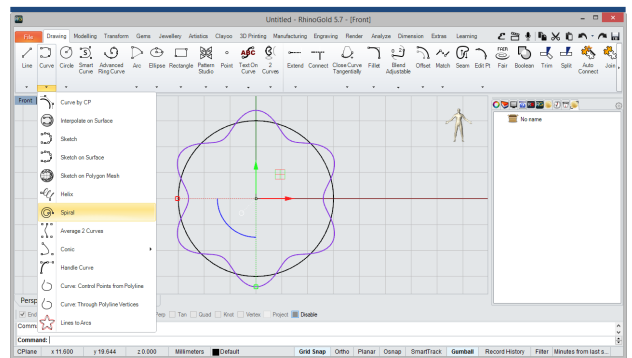 Untitled - RhinoGold 5.7 - [Front]
File Drawing Modelling Transform Gems Jewellery Artistica Clayoo 3D Printing Manufacturing Engraving Render Analyze Dimension Extras Learning
Line Curve Circle Smart Curve Advanced Ring Curve Arc Ellipse Rectangle Pattern Studio Point Text On Curve 2 Curves Extend Connect Close Curve Tangentially Fillet Blend Adjustable Offset Match Seam Edit Pt Fair Boolean Trim Split Auto Connect Join
Front
Curve by CP
Interpolate on Surface
Sketch
Sketch on Surface
Sketch on Polygon Mesh
Helix
Spiral
Average 2 Curves
Conic
Handle Curve
Curve: Control Points from Polyline
Curve: Through Polyline Vertices
Lines to Arcs
No name
Persp
End
Perp Tan Quad Knot Vertex Project Disable
Comma
Command:
CPlane x 11.600 y 19.644 z 0.000 Millimeters Default Grid Snap Ortho Planar Osnap SmartTrack Gumball Record History Filter Minutes from last s...